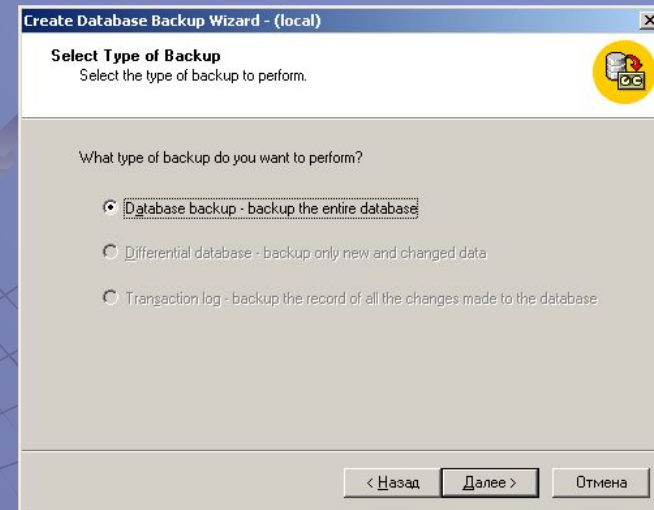 Create Database Backup Wizard - (local)
Select Type of Backup
Select the type of backup to perform.
What type of backup do you want to perform?
Database backup - backup the entire database
Differential database - backup only new and changed data
Transaction log - backup the record of all the changes made to the database
< Назад Далее > Отмена